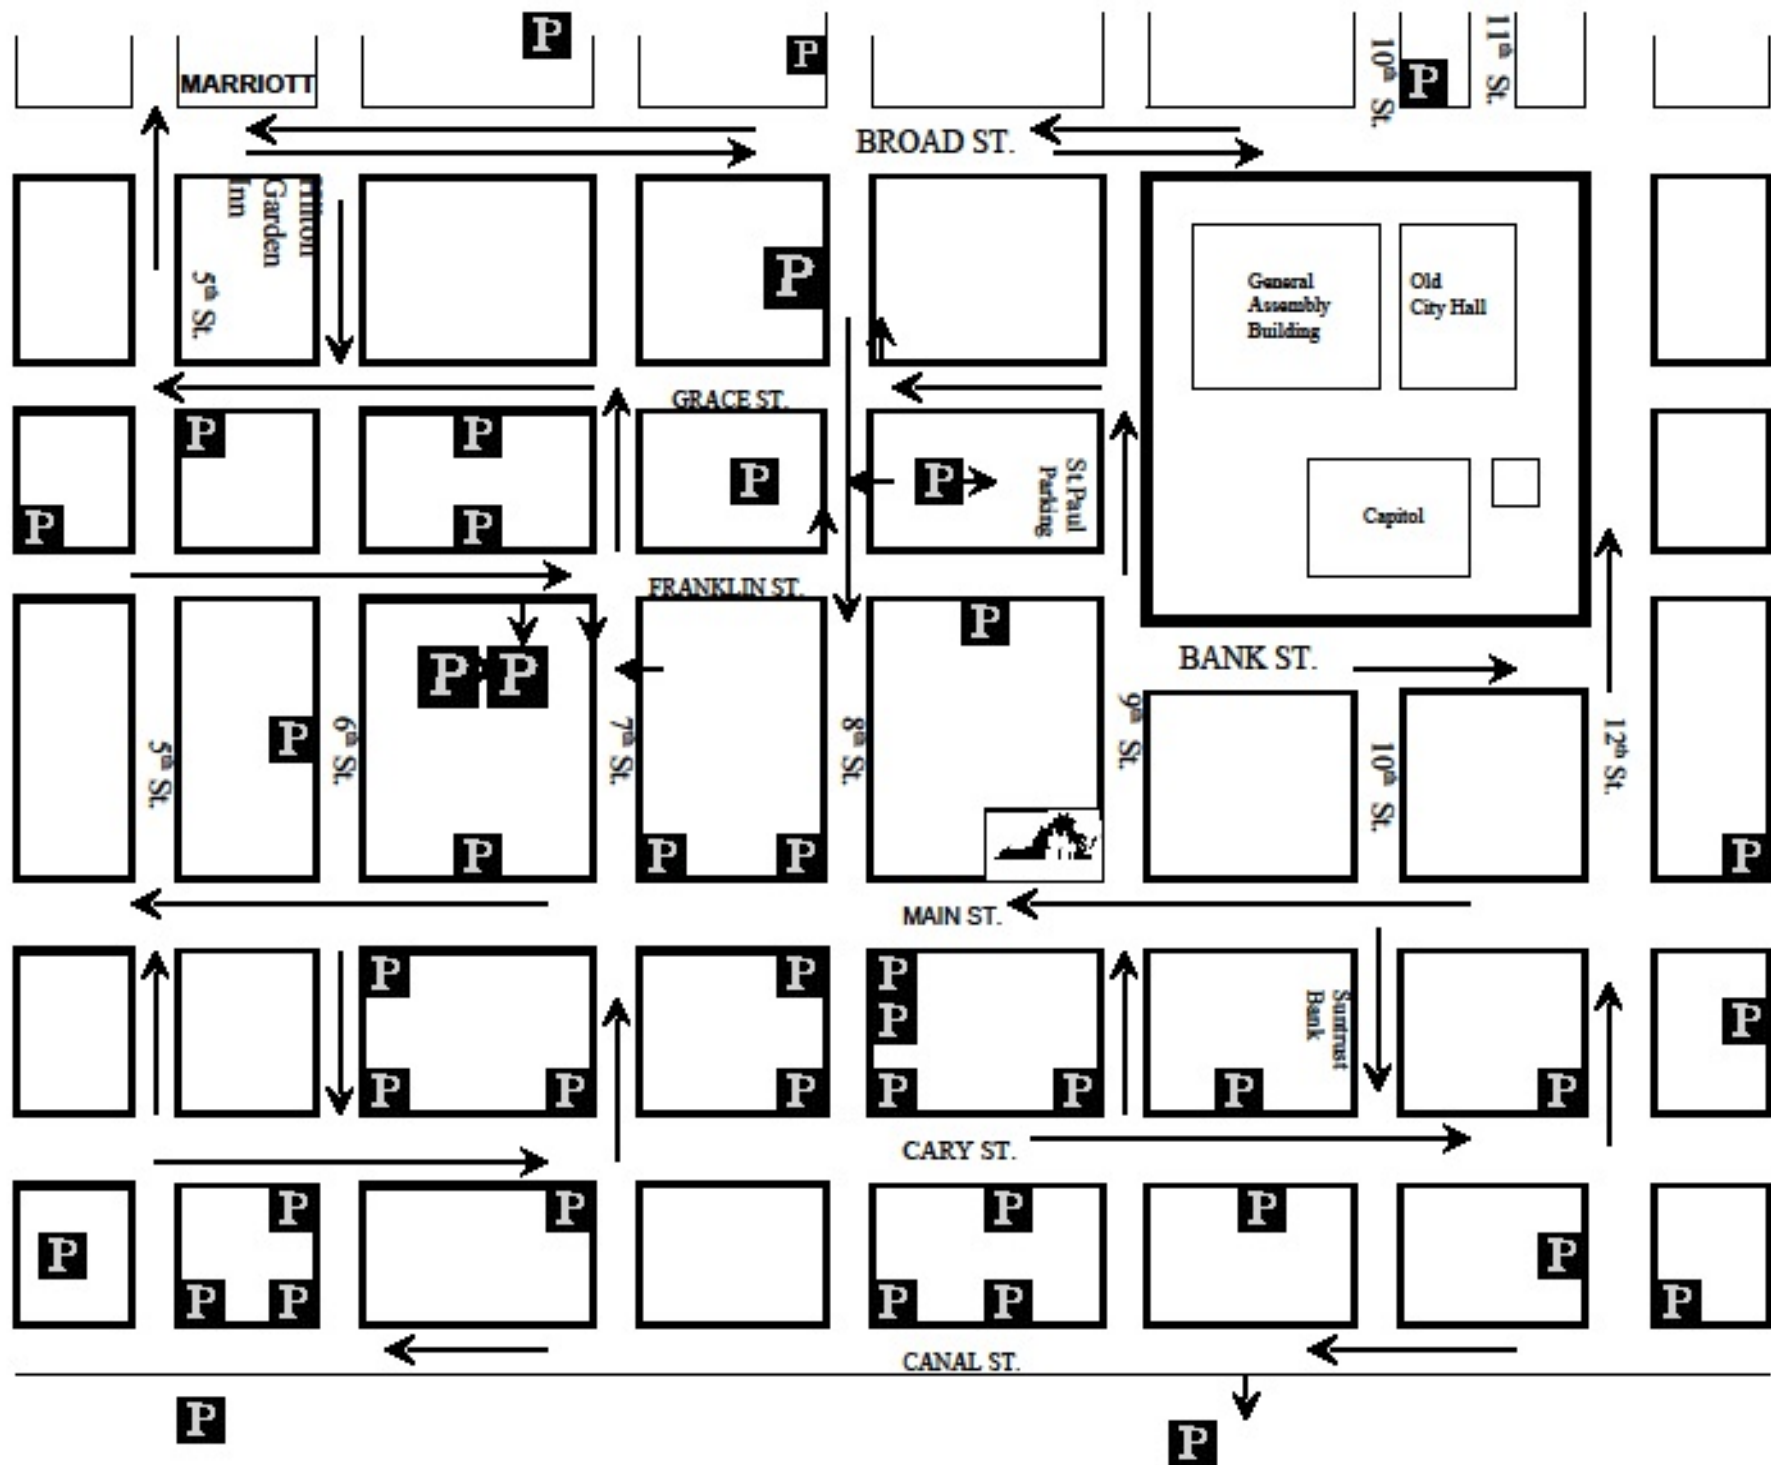 P
P
10th St.
P
11th St.
MARRIOTT
BROAD ST.
Hilton
Garden
Inn
5th St.
P
General
Assembly
Building
Old
City Hall
GRACE ST.
P
P
P
P
St Paul
Parking
P
P
Capitol
FRANKLIN ST.
P
P
P
BANK ST.
5th St.
P
6th St.
7th St.
8th St.
9th St.
10th St.
12th St.
P
P
P
P
MAIN ST.
P
P
P
Suntrust
Bank
P
P
P
P
P
P
P
P
P
CARY ST.
P
P
P
P
P
P
P
P
P
P
P
CANAL ST.
P
P